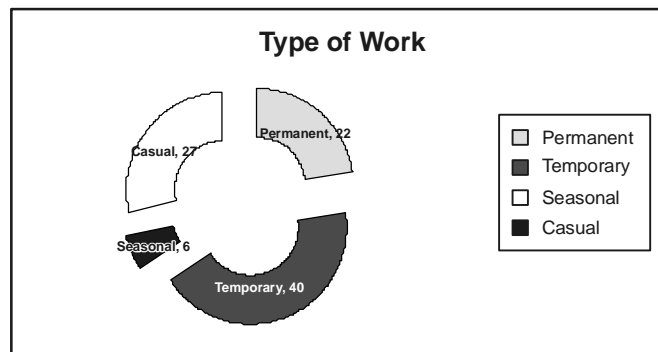 Type of Work
Permanent, 22
Casual, 27
Seasonal, 6
Temporary, 40
Permanent
Temporary
Seasonal
Casual